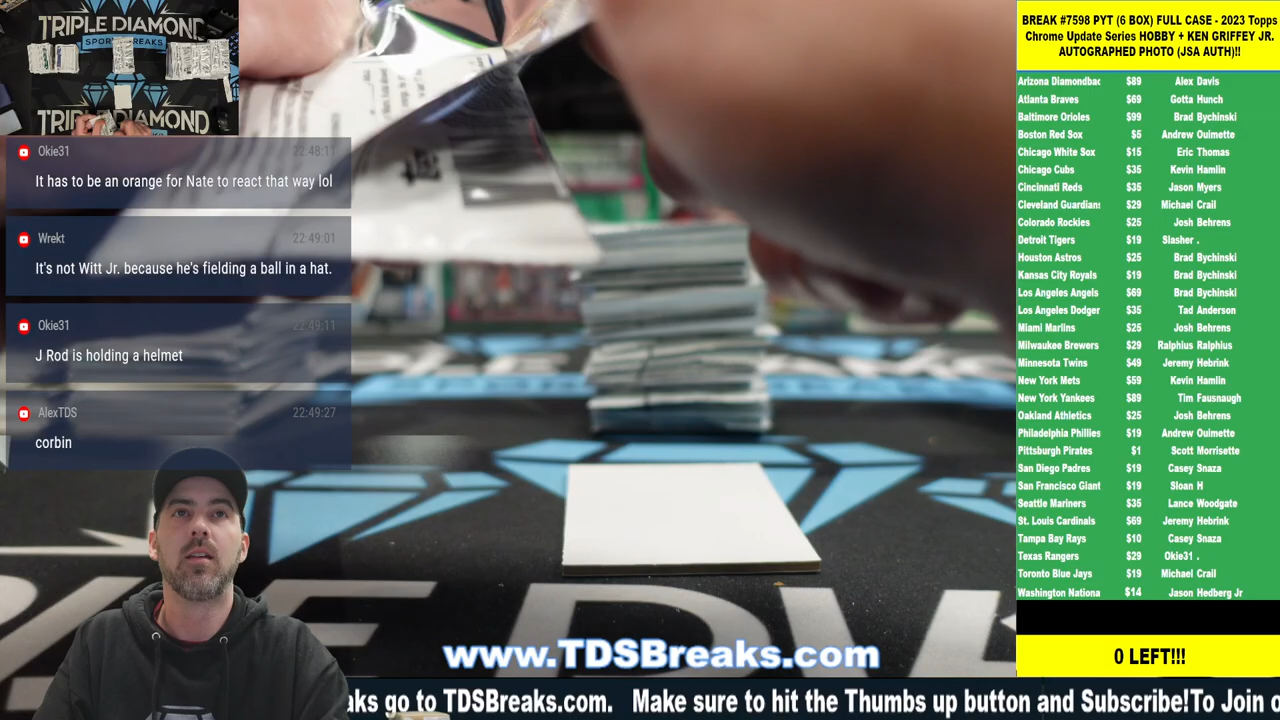 TRIPLE DIAMOND
SPORTS BREAKS
TRIPLE DIAMOND
Okie31 22:48:11
It has to be an orange for Nate to react that way lol
Wrekt 22:49:01
It's not Witt Jr. because he's fielding a ball in a hat.
Okie31 22:49:11
J Rod is holding a helmet
AlexTDS 22:49:27
corbin
www.TDSBreaks.com
aks go to TDSBreaks.com. Make sure to hit the Thumbs up button and Subscribe!To Join o
BREAK #7598 PYT (6 BOX) FULL CASE - 2023 Topps
Chrome Update Series HOBBY + KEN GRIFFEY JR.
AUTOGRAPHED PHOTO (JSA AUTH)!!
Arizona Diamondbac $89 Alex Davis
Atlanta Braves $69 Gotta Hunch
Baltimore Orioles $99 Brad Bychinski
Boston Red Sox $5 Andrew Ouimette
Chicago White Sox $15 Eric Thomas
Chicago Cubs $35 Kevin Hamlin
Cincinnati Reds $35 Jason Myers
Cleveland Guardians $29 Michael Crail
Colorado Rockies $25 Josh Behrens
Detroit Tigers $19 Slasher .
Houston Astros $25 Brad Bychinski
Kansas City Royals $19 Brad Bychinski
Los Angeles Angels $69 Brad Bychinski
Los Angeles Dodger $35 Tad Anderson
Miami Marlins $25 Josh Behrens
Milwaukee Brewers $29 Ralphius Ralphius
Minnesota Twins $49 Jeremy Hebrink
New York Mets $59 Kevin Hamlin
New York Yankees $89 Tim Fausnaugh
Oakland Athletics $25 Josh Behrens
Philadelphia Phillies $19 Andrew Ouimette
Pittsburgh Pirates $1 Scott Morrisette
San Diego Padres $19 Casey Snaza
San Francisco Giant $19 Sloan H
Seattle Mariners $35 Lance Woodgate
St. Louis Cardinals $69 Jeremy Hebrink
Tampa Bay Rays $10 Casey Snaza
Texas Rangers $29 Okie31 .
Toronto Blue Jays $19 Michael Crail
Washington Nationa $14 Jason Hedberg Jr
0 LEFT!!!